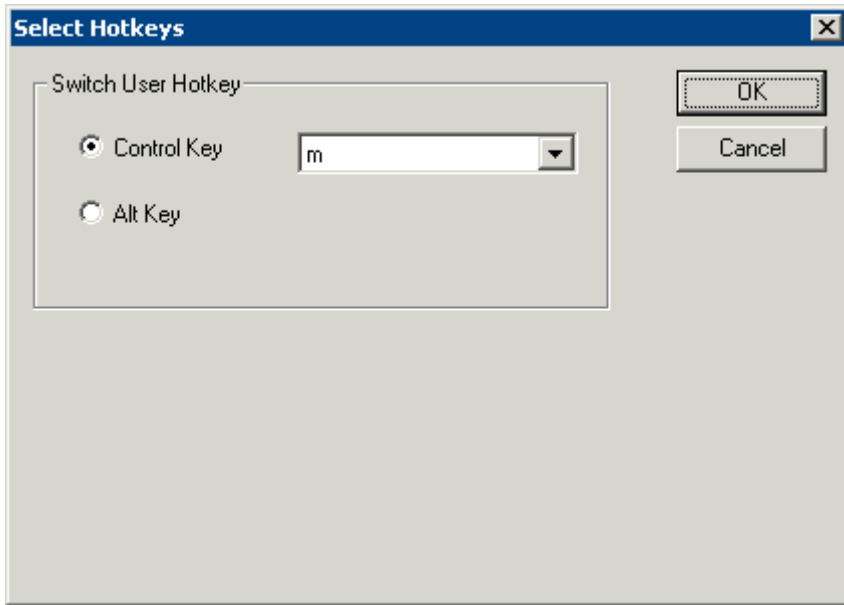 Select Hotkeys
Switch User Hotkey
OK
Control Key
m
Cancel
Alt Key